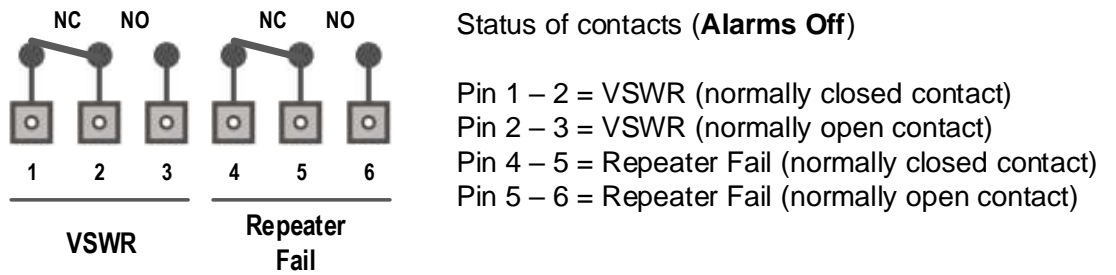 NC NO NC NO
1 2 3 4 5 6
VSWR
Repeater
Fail
Status of contacts (Alarms Off)
Pin 1 – 2 = VSWR (normally closed contact)
Pin 2 – 3 = VSWR (normally open contact)
Pin 4 – 5 = Repeater Fail (normally closed contact)
Pin 5 – 6 = Repeater Fail (normally open contact)